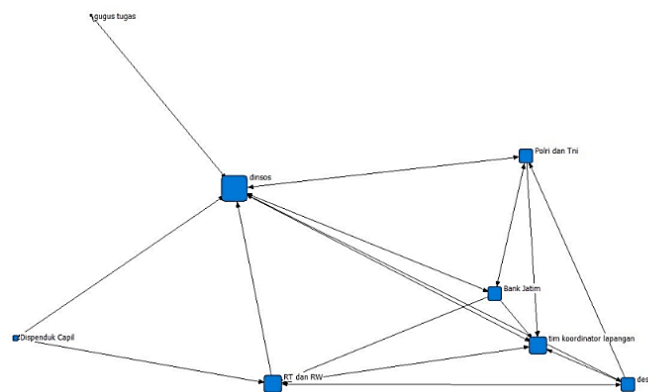 gugus tugas
Polri dan Tni
dinsos
Bank Jatim
Dispenduk Capil
tim koordinator lapangan
RT dan RW
des